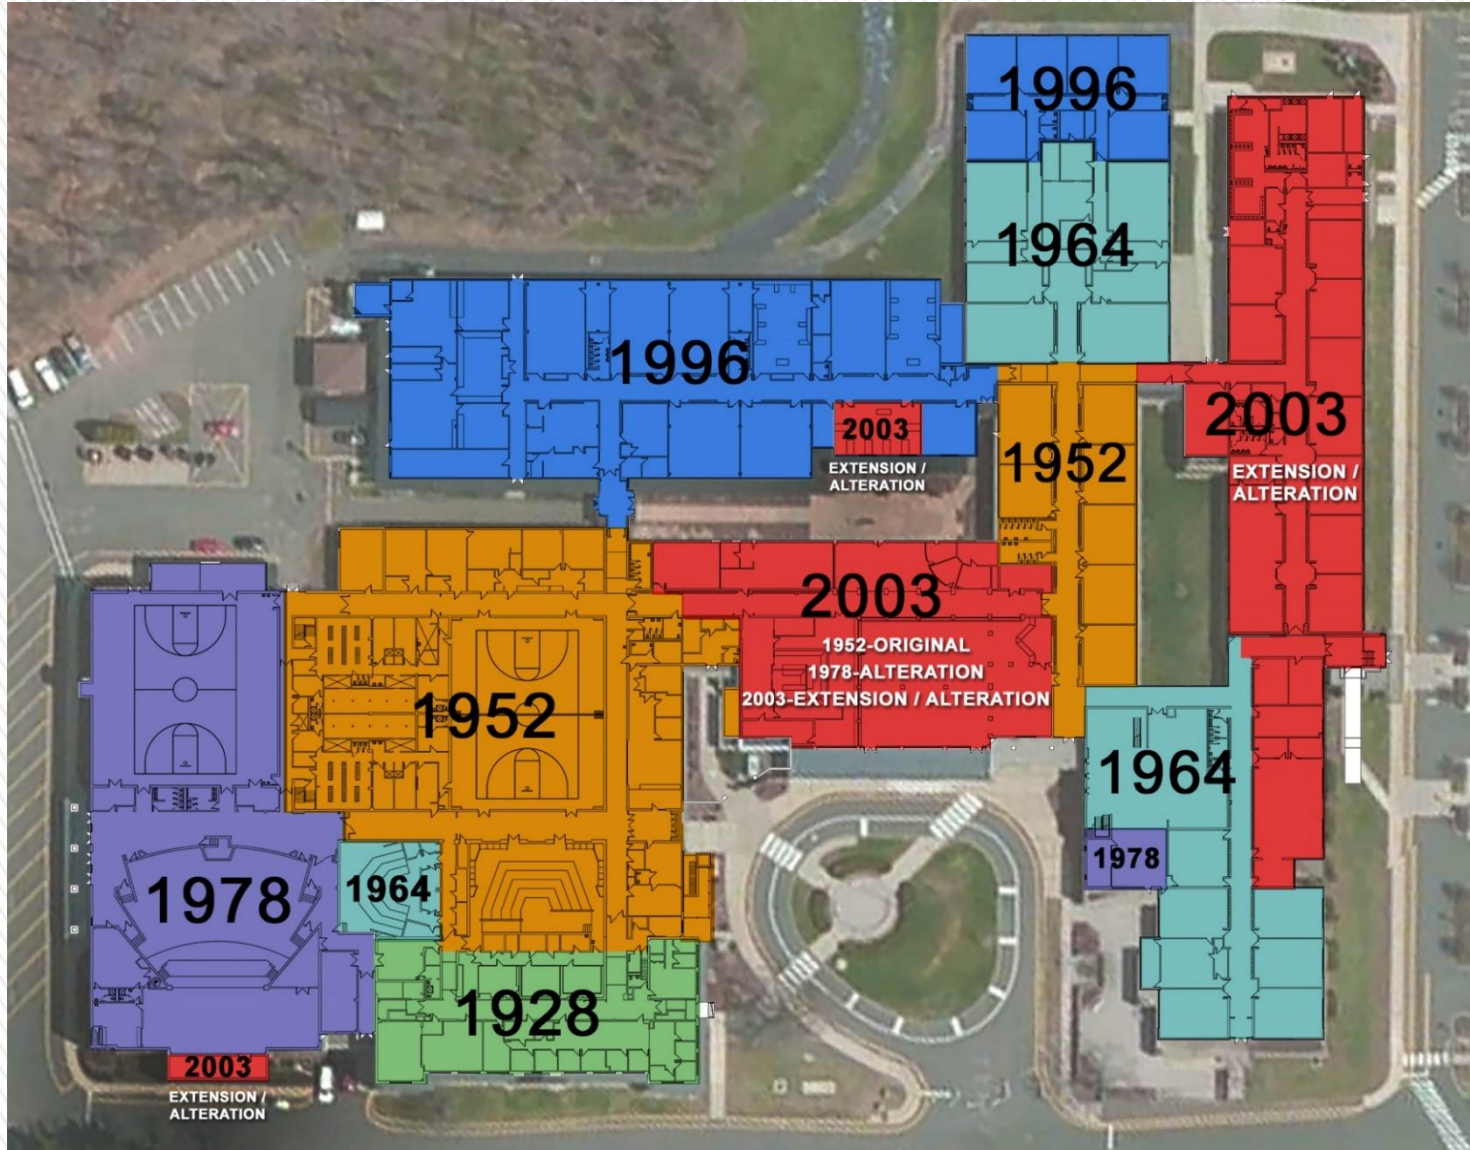 1996
1964
1996
2003
EXTENSION /
ALTERATION
1952
2003
EXTENSION /
ALTERATION
2003
1952-ORIGINAL
1978-ALTERATION
2003-EXTENSION / ALTERATION
1952
1964
1978
1978
1964
1928
2003
EXTENSION /
ALTERATION